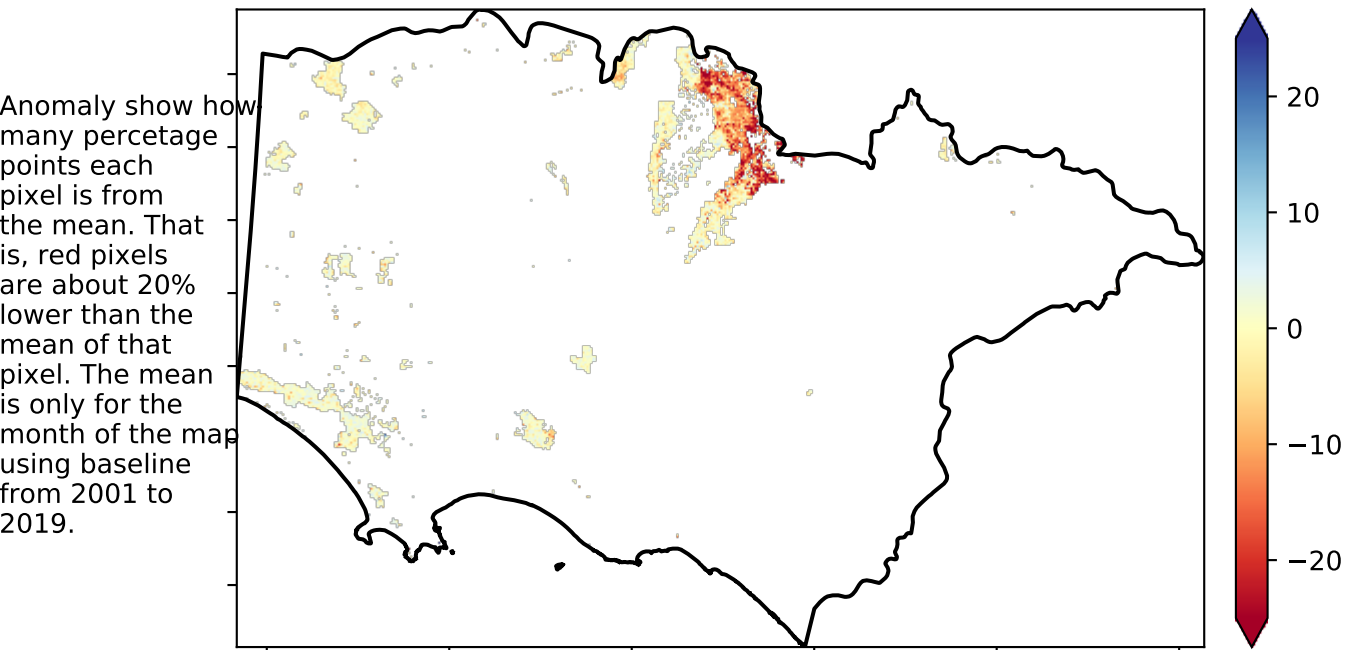 Anomaly show how
many percetage
points each
pixel is from
the mean. That
is, red pixels
are about 20%
lower than the
mean of that
pixel. The mean
is only for the
month of the map
using baseline
from 2001 to
2019.
20
10
0
−10
−20